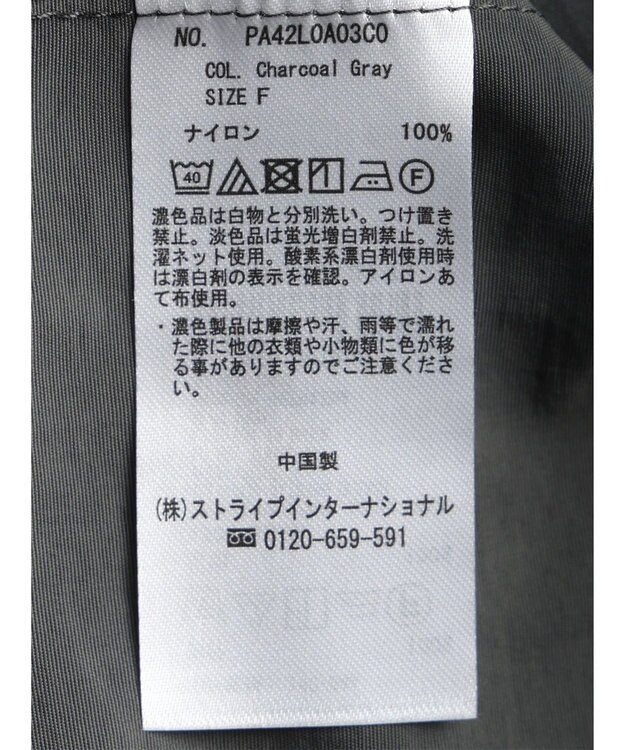 NO. PA42L0A03C0
COL. Charcoal Gray
SIZE F
ナイロン 100%
40 F
濃色品は白物と分別洗い。つけ置き
禁止。淡色品は蛍光増白剤禁止。洗
濯ネット使用。酸素系漂白剤使用時
は漂白剤の表示を確認。アイロンあ
て布使用。
・濃色製品は摩擦や汗、雨等で濡れ
た際に他の衣類や小物類に色が移
る事がありますのでご注意くださ
い。
中国製
(株)ストライプインターナショナル
0120-659-591